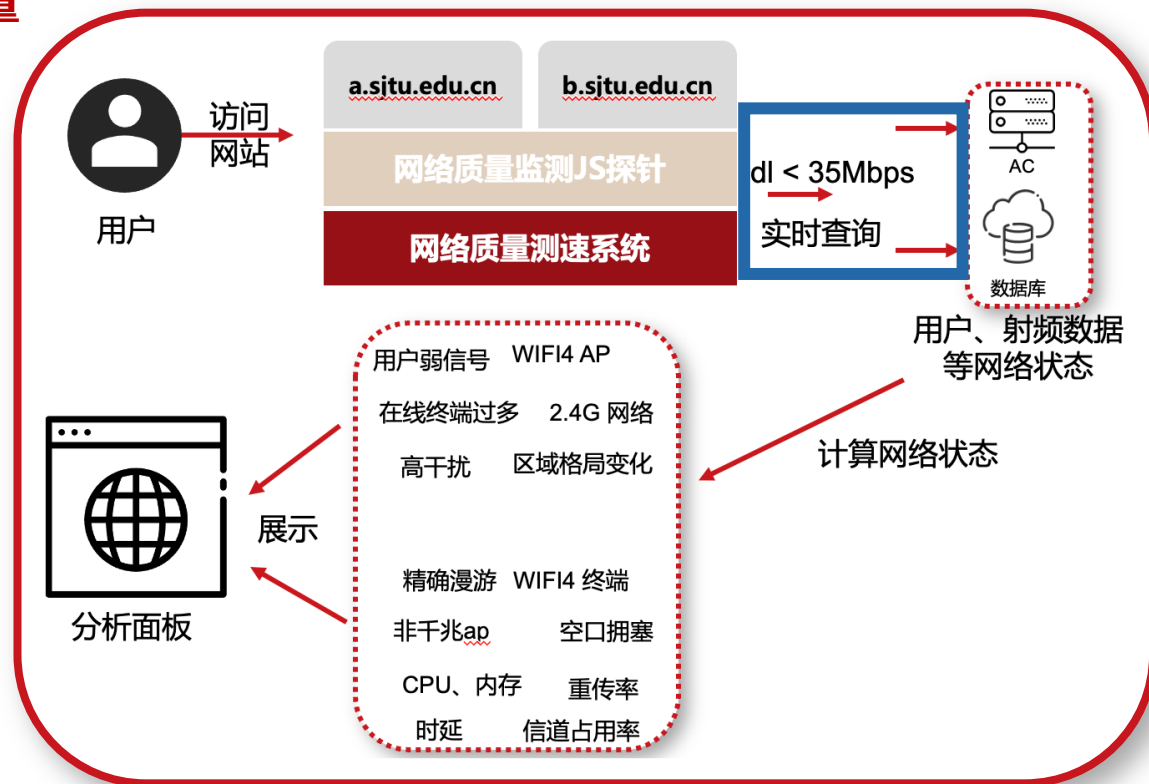 量
a.sjtu.edu.cn
b.sjtu.edu.cn
访问
网站
网络质量监测JS探针
网络质量测速系统
用户
dl < 35Mbps
实时查询
AC
数据库
用户、射频数据
等网络状态
计算网络状态
用户弱信号 WIFI4 AP
在线终端过多 2.4G 网络
高干扰 区域格局变化
精确漫游 WIFI4 终端
非千兆ap 空口拥塞
CPU、内存 重传率
时延 信道占用率
展示
分析面板